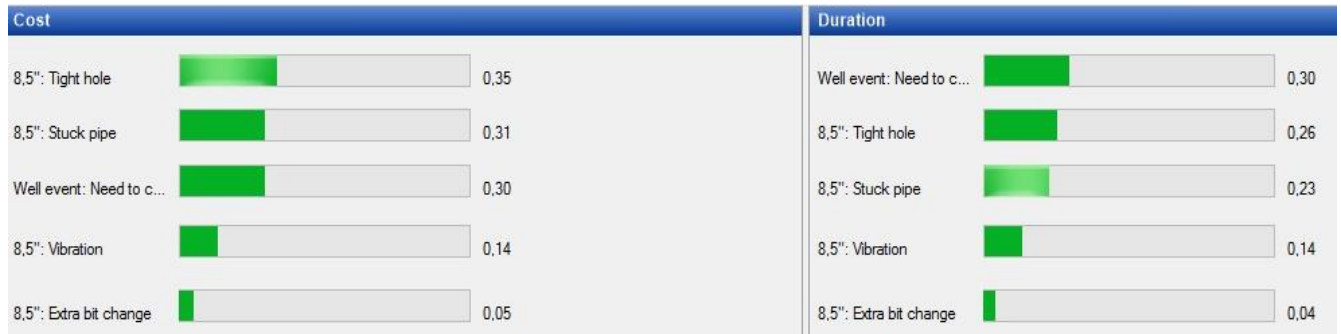 Cost
8,5": Tight hole 0,35
8,5": Stuck pipe 0,31
Well event: Need to c... 0,30
8,5": Vibration 0,14
8,5": Extra bit change 0,05
Duration
Well event: Need to c... 0,30
8,5": Tight hole 0,26
8,5": Stuck pipe 0,23
8,5": Vibration 0,14
8,5": Extra bit change 0,04